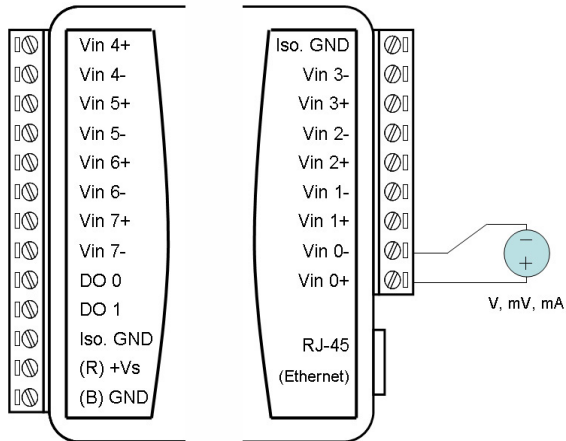 Vin 4+
Vin 4-
Vin 5+
Vin 5-
Vin 6+
Vin 6-
Vin 7+
Vin 7-
DO 0
DO 1
Iso. GND
(R) +Vs
(B) GND
Iso. GND
Vin 3-
Vin 3+
Vin 2-
Vin 2+
Vin 1-
Vin 1+
Vin 0-
Vin 0+
RJ-45
(Ethernet)
−
+
V, mV, mA